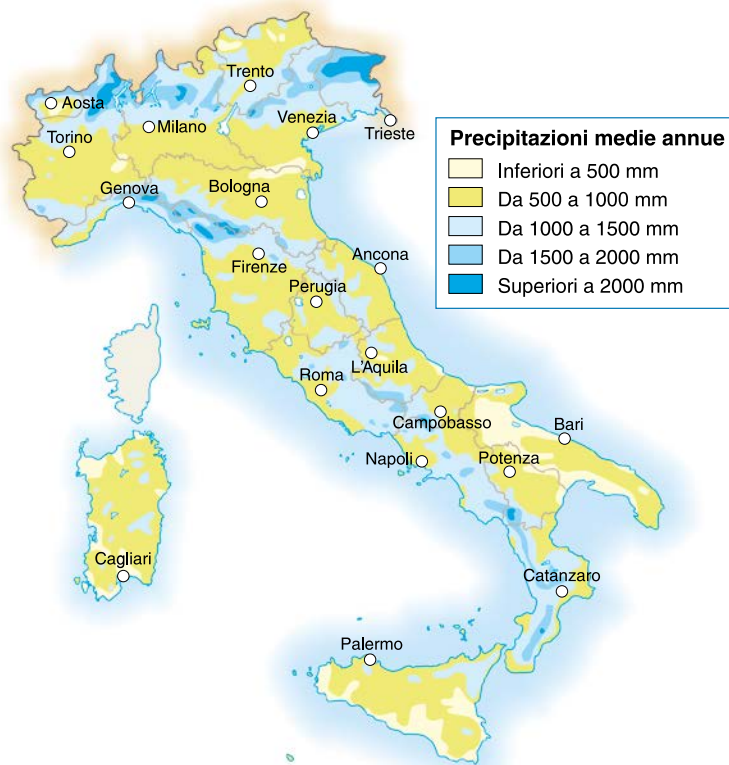 Trento
Aosta
Milano
Venezia
Trieste
Torino
Genova
Bologna
Firenze
Ancona
Perugia
L'Aquila
Roma
Campobasso
Bari
Napoli
Potenza
Cagliari
Catanzaro
Palermo
Precipitazioni medie annue
Inferiori a 500 mm
Da 500 a 1000 mm
Da 1000 a 1500 mm
Da 1500 a 2000 mm
Superiori a 2000 mm